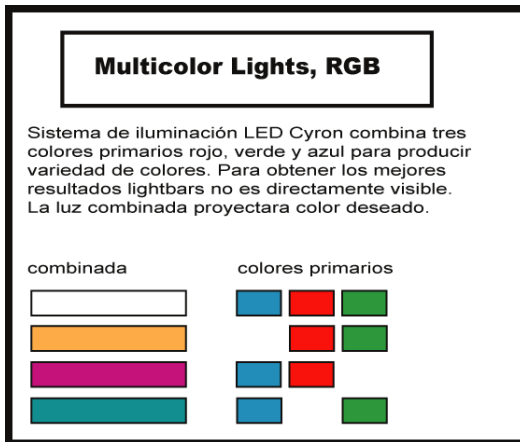 Multicolor Lights, RGB
Sistema de iluminación LED Cyron combina tres
colores primarios rojo, verde y azul para producir
variedad de colores. Para obtener los mejores
resultados lightbars no es directamente visible.
La luz combinada proyectara color deseado.
combinada colores primarios